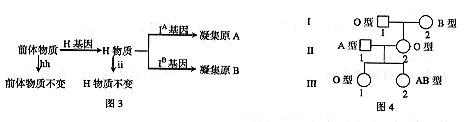 前体物质 H 基因 H 物质 IA 基因 凝集原 A
IB 基因 凝集原 B
hh ii
前体物质不变 H 物质不变
图 3
I O 型 1 2 B 型
II A 型 1 2 O 型
III O 型 1 2 AB 型
图 4